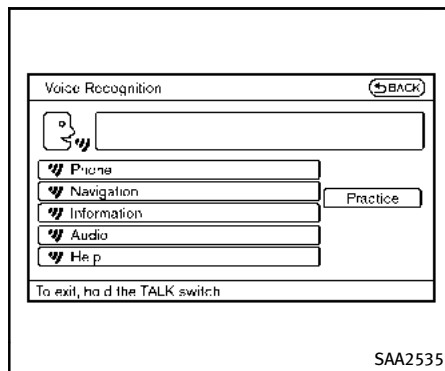 Voice Recognition
BACK
Phone
Navigation
Practice
Information
Audio
Help
To exit, hold the TALK switch
SAA2535